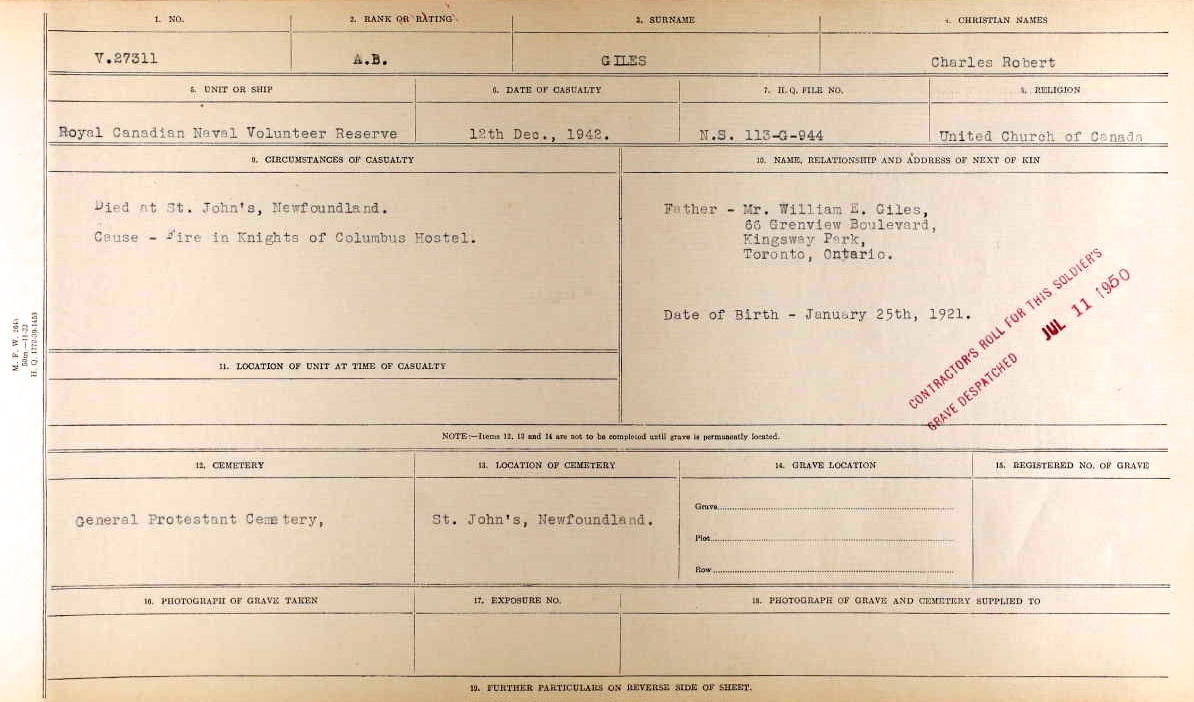 1. NO.
2. RANK OR RATING
3. SURNAME
4. CHRISTIAN NAMES
V.27311
A.B.
GILES
Charles Robert
5. UNIT OR SHIP
6. DATE OF CASUALTY
7. H.Q. FILE NO.
8. RELIGION
Royal Canadian Naval Volunteer Reserve
12th Dec., 1942.
N.S. 113-G-944
United Church of Canada
9. CIRCUMSTANCES OF CASUALTY
10. NAME, RELATIONSHIP AND ADDRESS OF NEXT OF KIN
Died at St. John's, Newfoundland.
Cause - Fire in Knights of Columbus Hostel.
Father - Mr. William E. Giles,
66 Grenview Boulevard,
Kingsway Park,
Toronto, Ontario.
Date of Birth - January 25th, 1921.
CONTRACTOR'S ROLL FOR THIS SOLDIER'S
GRAVE DESPATCHED
JUL 11 1950
M. F. W. 2641
50m.—11-22
H. Q. 1772-39-1453
11. LOCATION OF UNIT AT TIME OF CASUALTY
NOTE:—Items 12, 13 and 14 are not to be completed until grave is permanently located.
12. CEMETERY
13. LOCATION OF CEMETERY
14. GRAVE LOCATION
15. REGISTERED NO. OF GRAVE
General Protestant Cemetery,
St. John's, Newfoundland.
Grave
Plot
Row
16. PHOTOGRAPH OF GRAVE TAKEN
17. EXPOSURE NO.
18. PHOTOGRAPH OF GRAVE AND CEMETERY SUPPLIED TO
19. FURTHER PARTICULARS ON REVERSE SIDE OF SHEET.